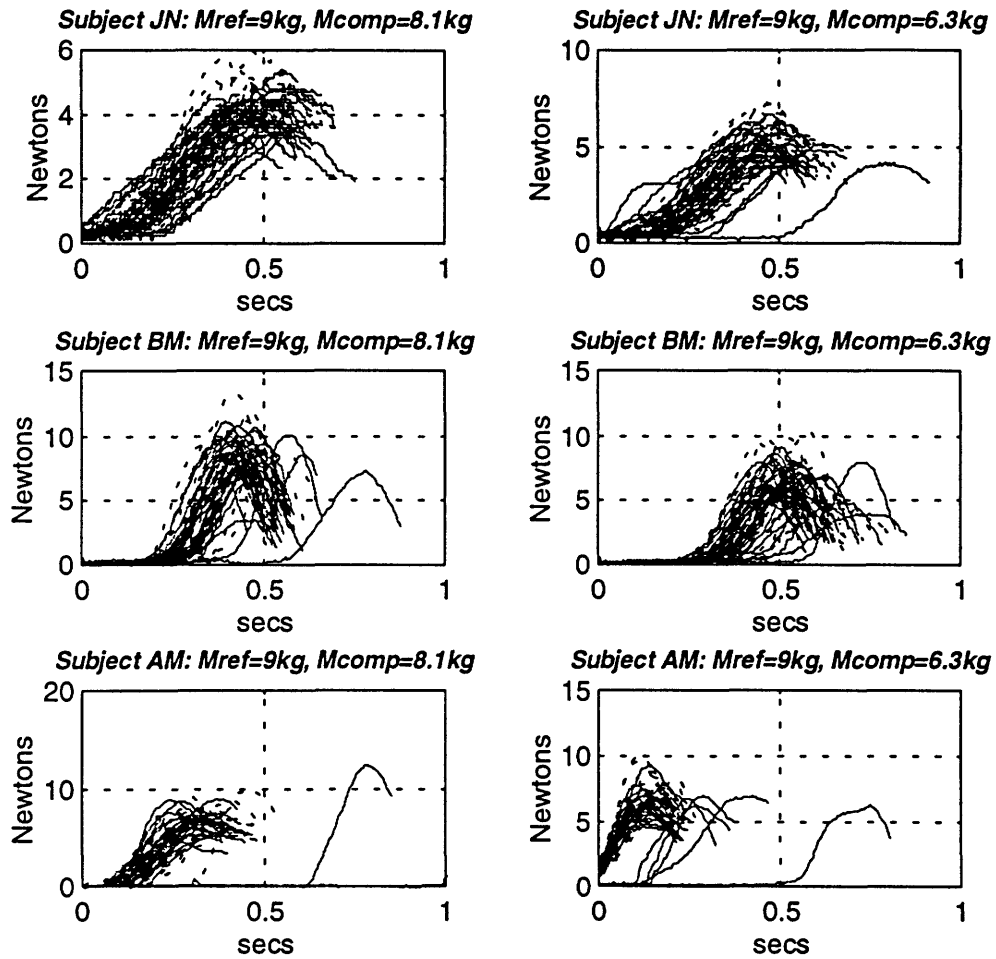 Subject JN: Mref=9kg, Mcomp=8.1kg
Newtons
6
4
2
0
0
0.5
1
secs
Subject JN: Mref=9kg, Mcomp=6.3kg
Newtons
10
5
0
0
0.5
1
secs
Subject BM: Mref=9kg, Mcomp=8.1kg
Newtons
15
10
5
0
0
0.5
1
secs
Subject BM: Mref=9kg, Mcomp=6.3kg
Newtons
15
10
5
0
0
0.5
1
secs
Subject AM: Mref=9kg, Mcomp=8.1kg
Newtons
20
10
0
0
0.5
1
secs
Subject AM: Mref=9kg, Mcomp=6.3kg
Newtons
15
10
5
0
0
0.5
1
secs